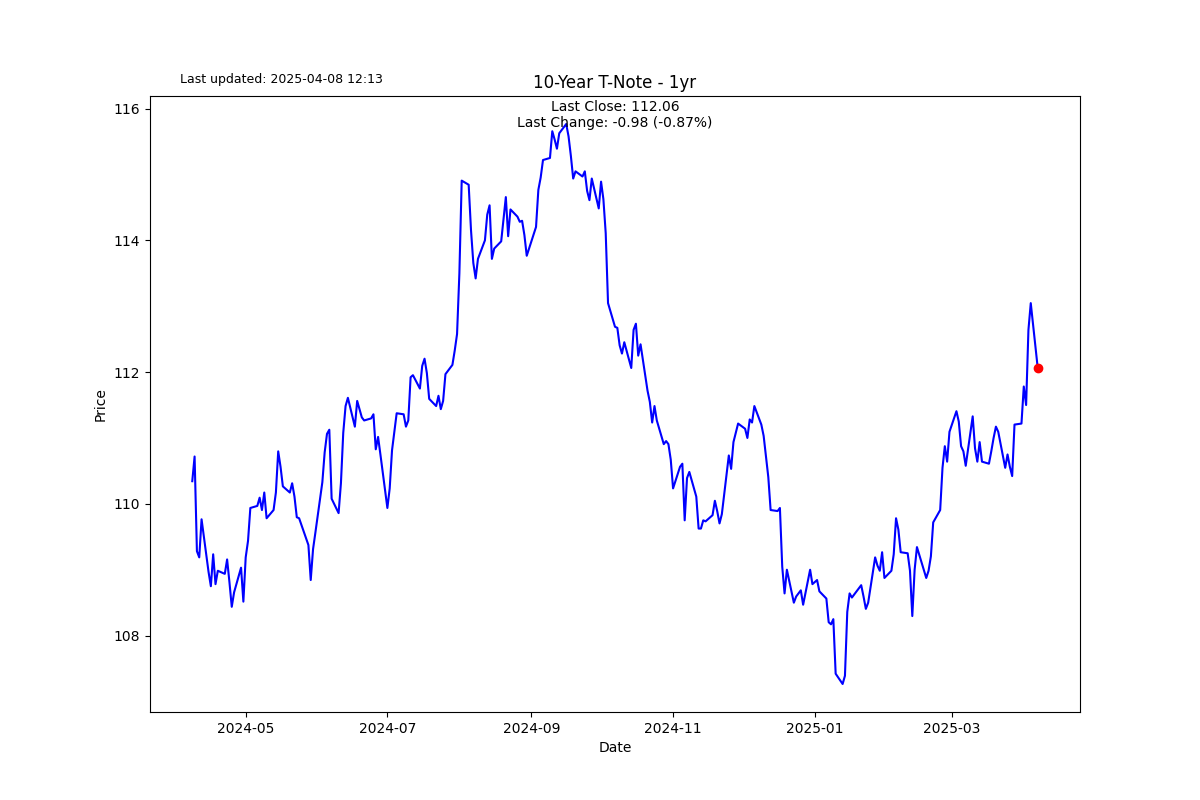 Last updated: 2025-04-08 12:13
10-Year T-Note - 1yr
Last Close: 112.06
Last Change: -0.98 (-0.87%)
116
114
112
110
108
Price
2024-05
2024-07
2024-09
2024-11
2025-01
2025-03
Date